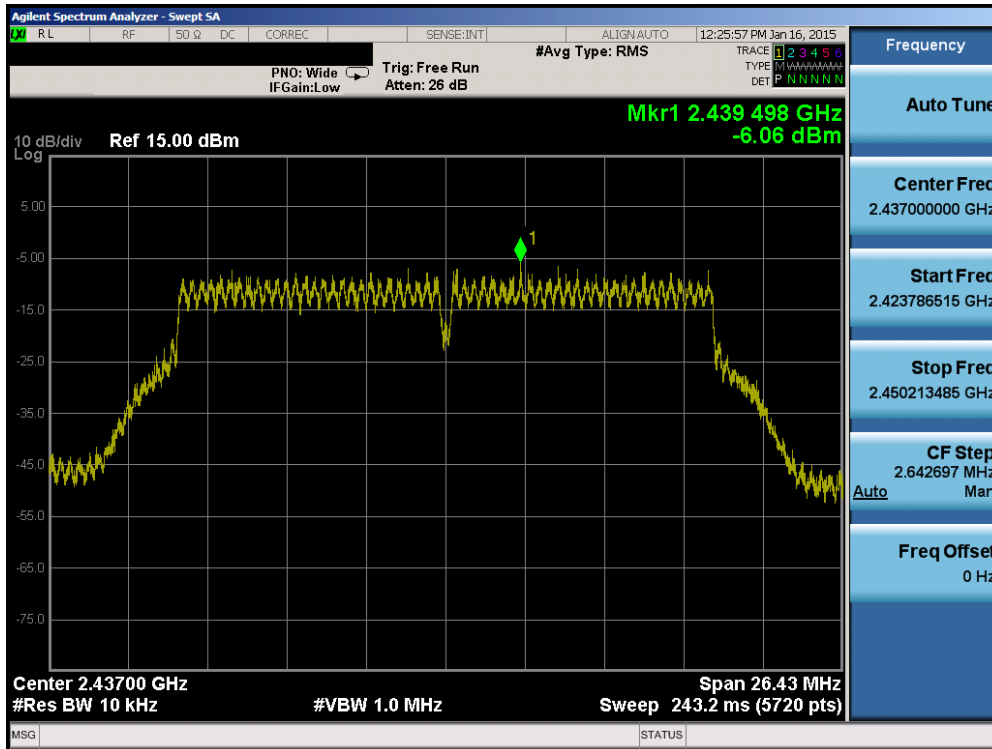 Agilent Spectrum Analyzer - Swept SA
LXI RL RF 50 Ω DC CORREC SENSE:INT ALIGN AUTO 12:25:57 PM Jan 16, 2015
#Avg Type: RMS
TRACE 1 2 3 4 5 6
PNO: Wide Trig: Free Run
TYPE M WWWWW
IFGain:Low Atten: 26 dB
DET P N N N N N
Mkr1 2.439 498 GHz
-6.06 dBm
10 dB/div Ref 15.00 dBm
Log
1
5.00
-5.00
-15.0
-25.0
-35.0
-45.0
-55.0
-65.0
-75.0
Center 2.43700 GHz Span 26.43 MHz
#Res BW 10 kHz #VBW 1.0 MHz Sweep 243.2 ms (5720 pts)
MSG STATUS
Frequency
Auto Tune
Center Freq
2.437000000 GHz
Start Freq
2.423786515 GHz
Stop Freq
2.450213485 GHz
CF Step
2.642697 MHz
Auto Man
Freq Offset
0 Hz